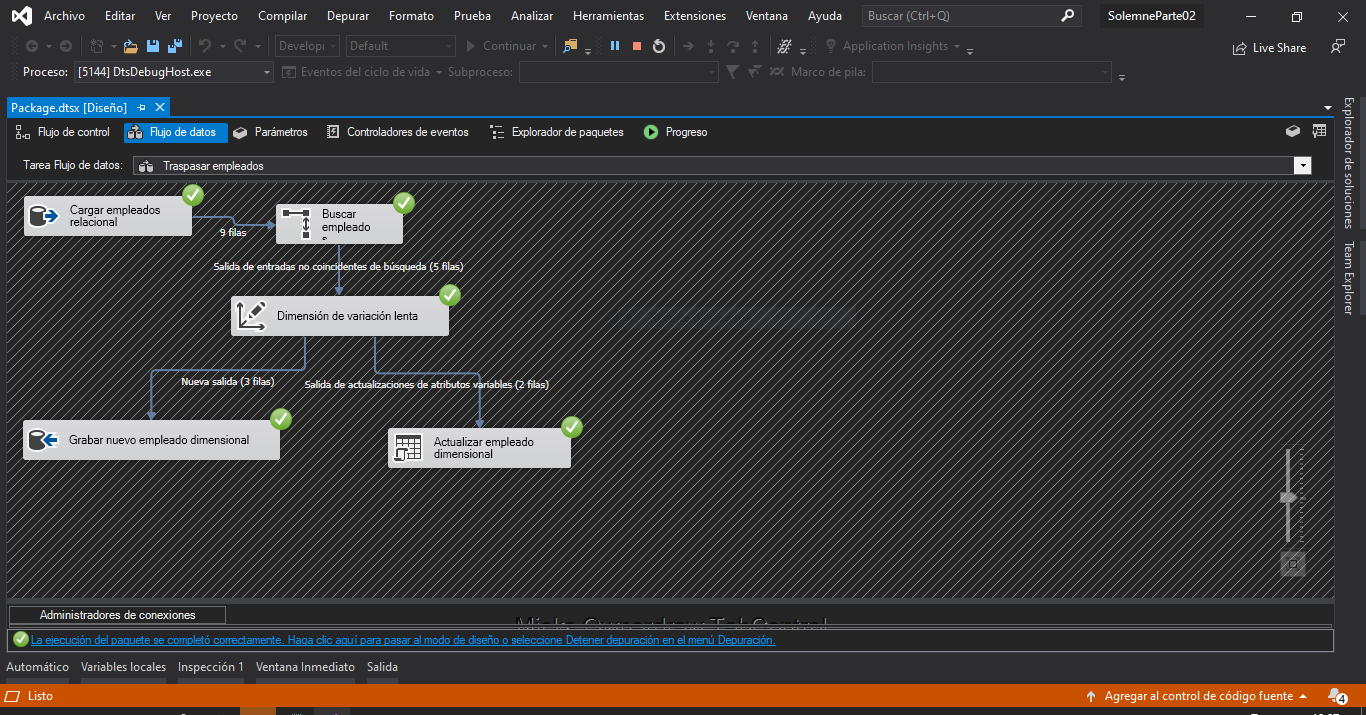 Archivo Editar Ver Proyecto Compilar Depurar Formato Prueba Analizar Herramientas Extensiones Ventana Ayuda Buscar (Ctrl+Q) SolemneParte02
Developi Default Continuar Application Insights Live Share
Proceso: [5144] DtsDebugHost.exe Eventos del ciclo de vida Subproceso: Marco de pila:
Package.dtsx [Diseño]
Flujo de control Flujo de datos Parámetros Controladores de eventos Explorador de paquetes Progreso
Tarea Flujo de datos: Traspasar empleados
Explorador de soluciones
Team Explorer
Cargar empleados
relacional
9 filas
Buscar
empleado
Salida de entradas no coincidentes de búsqueda (5 filas)
Dimensión de variación lenta
Nueva salida (3 filas)
Salida de actualizaciones de atributos variables (2 filas)
Grabar nuevo empleado dimensional
Actualizar empleado
dimensional
Administradores de conexiones
La ejecución del paquete se completó correctamente. Haga clic aquí para pasar al modo de diseño o seleccione Detener depuración en el menú Depuración.
Automático Variables locales Inspección 1 Ventana Inmediato Salida
Listo Agregar al control de código fuente 4